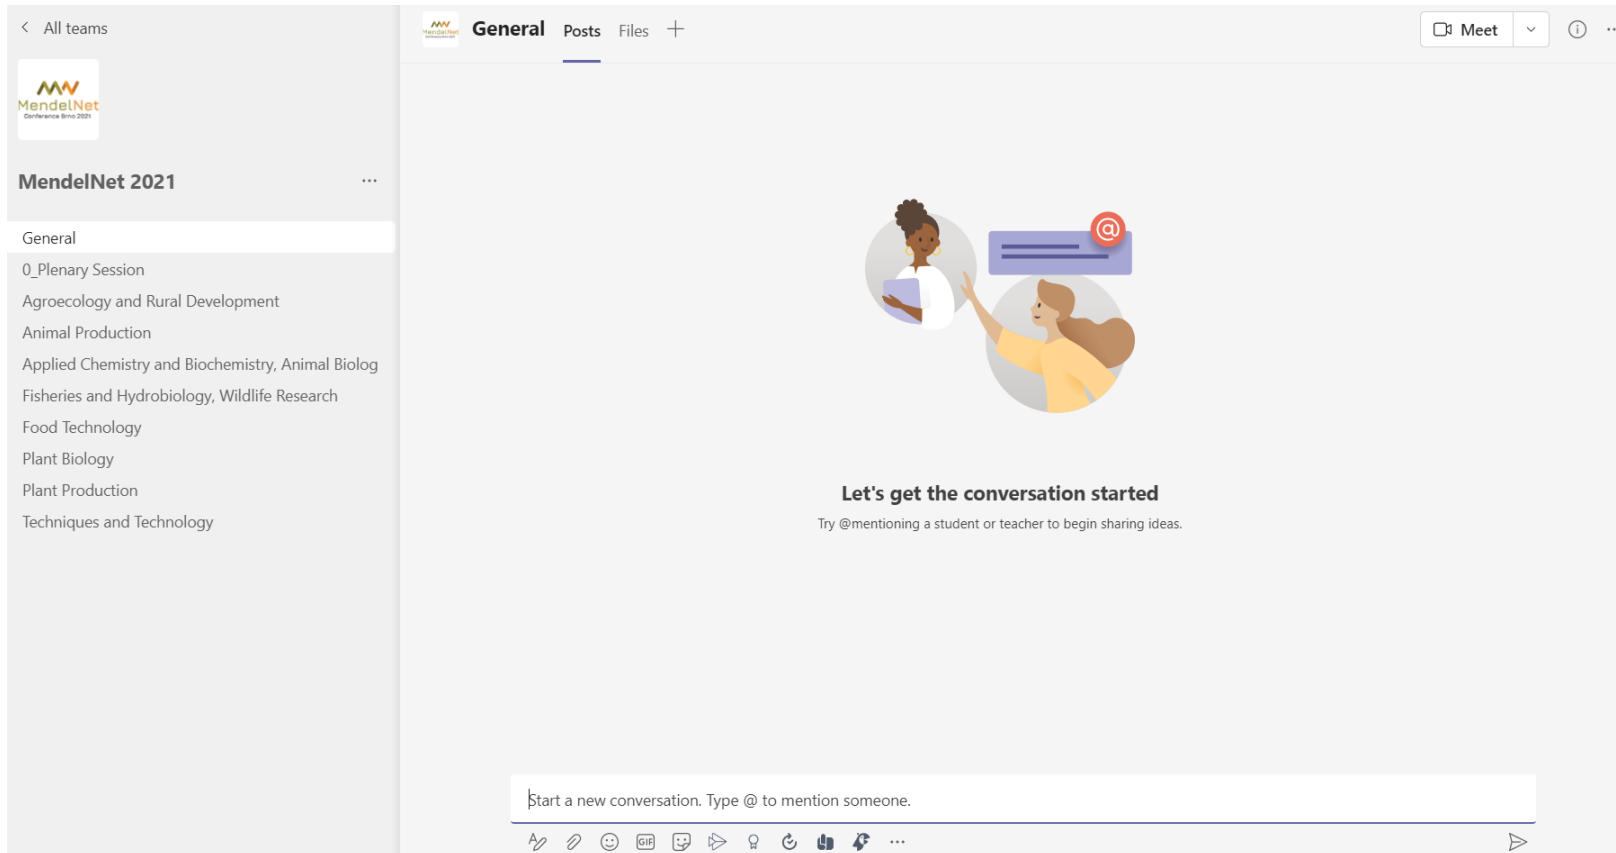 All teams
MendelNet
Conference Brno 2021
MendelNet 2021
General
0_Plenary Session
Agroecology and Rural Development
Animal Production
Applied Chemistry and Biochemistry, Animal Biolog
Fisheries and Hydrobiology, Wildlife Research
Food Technology
Plant Biology
Plant Production
Techniques and Technology
MendelNet
General Posts Files
Meet
@
Let's get the conversation started
Try @mentioning a student or teacher to begin sharing ideas.
Start a new conversation. Type @ to mention someone.
GIF